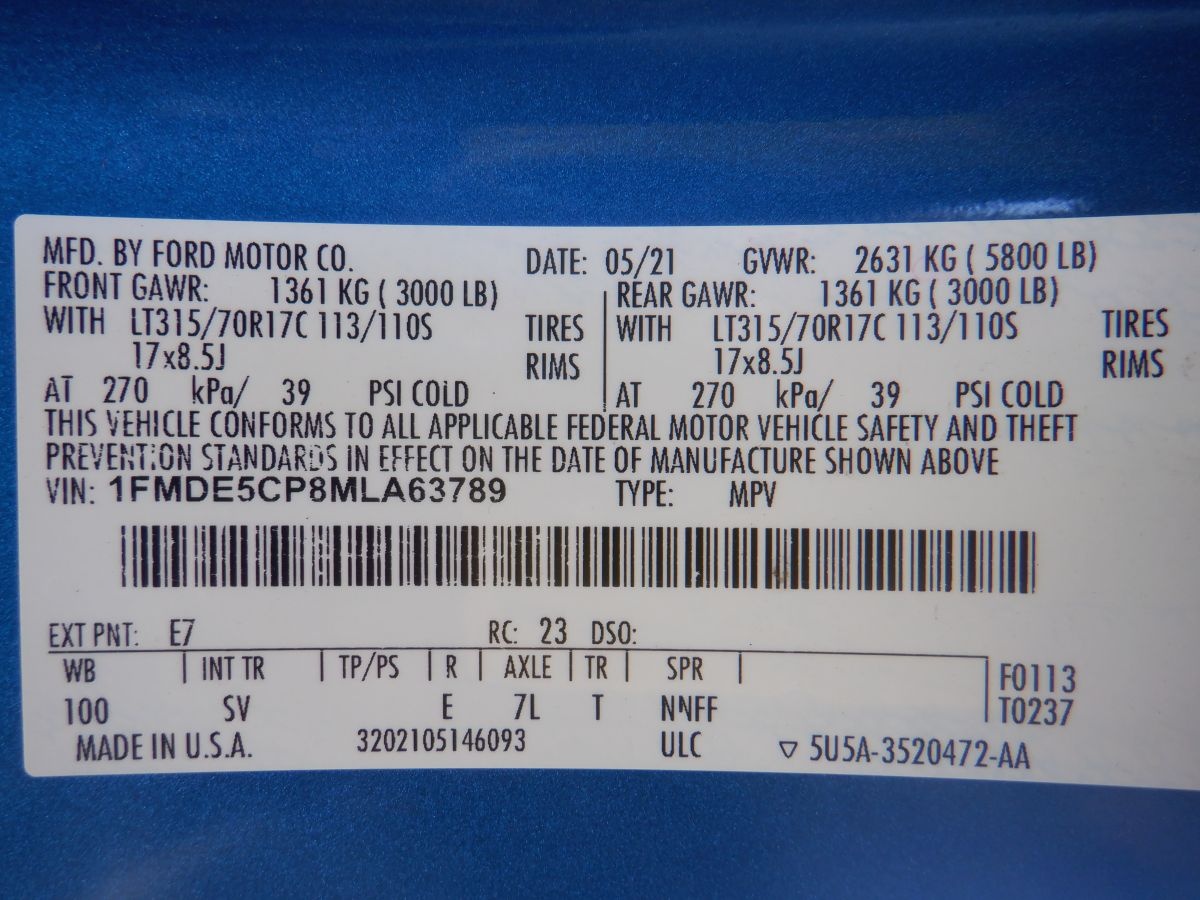 MFD. BY FORD MOTOR CO. DATE: 05/21 GVWR: 2631 KG ( 5800 LB)
FRONT GAWR: 1361 KG ( 3000 LB) REAR GAWR: 1361 KG ( 3000 LB)
WITH LT315/70R17C 113/110S TIRES WITH LT315/70R17C 113/110S TIRES
17x8.5J RIMS 17x8.5J RIMS
AT 270 kPa/ 39 PSI COLD AT 270 kPa/ 39 PSI COLD
THIS VEHICLE CONFORMS TO ALL APPLICABLE FEDERAL MOTOR VEHICLE SAFETY AND THEFT
PREVENTION STANDARDS IN EFFECT ON THE DATE OF MANUFACTURE SHOWN ABOVE
VIN: 1FMDE5CP8MLA63789 TYPE: MPV
EXT PNT: E7 RC: 23 DSO:
WB INT TR TP/PS R AXLE TR SPR F0113
100 SV E 7L T NNFF T0237
MADE IN U.S.A. 3202105146093 ULC ▽ 5U5A-3520472-AA